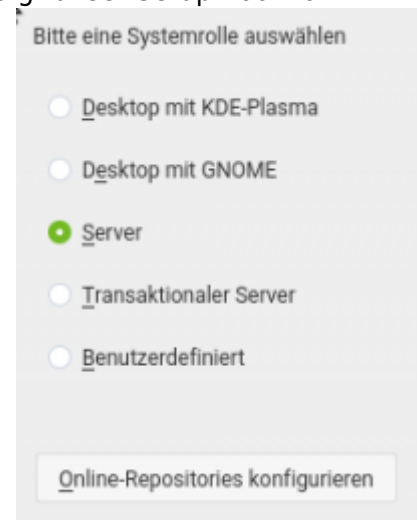 Bitte eine Systemrolle auswählen
Desktop mit KDE-Plasma
Desktop mit GNOME
Server
Transaktionaler Server
Benutzerdefiniert
Online-Repositories konfigurieren